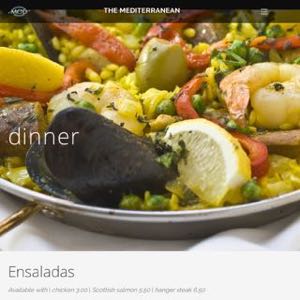 THE MEDITERRANEAN
dinner
Ensaladas
Available with | chicken 3.00 | Scottish salmon 5.50 | hanger steak 6.50